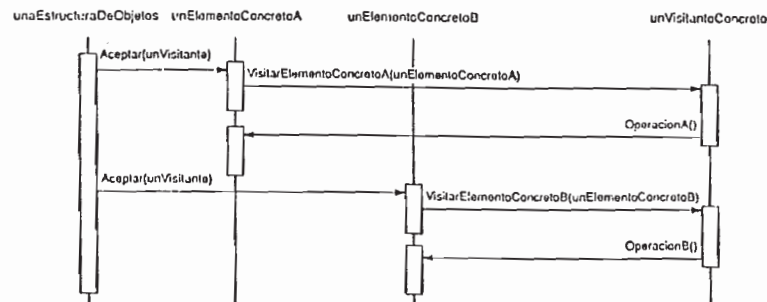 unaEstructuraDeObjetos unElementoConcretoA unElementoConcretoB unVisitanteConcreto
Aceptar(unVisitante)
VisitarElementoConcretoA(unElementoConcretoA)
OperacionA()
Aceptar(unVisitante)
VisitarElementoConcretoB(unElementoConcretoB)
OperacionB()